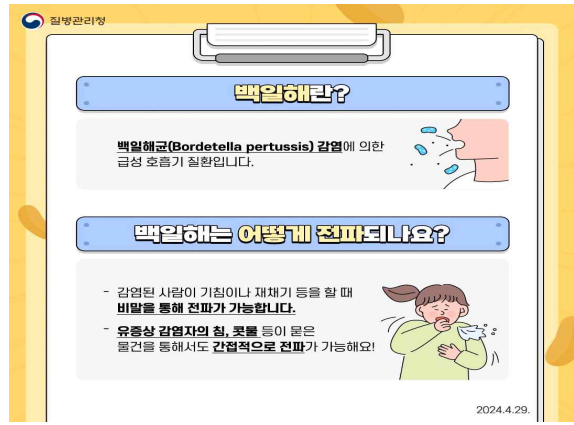 질병관리청
백일해란?
백일해균(Bordetella pertussis) 감염에 의한
급성 호흡기 질환입니다.
백일해는 어떻게 전파되나요?
- 감염된 사람이 기침이나 재채기 등을 할 때
비말을 통해 전파가 가능합니다.
- 유증상 감염자의 침, 콧물 등이 묻은
물건을 통해서도 간접적으로 전파가 가능해요!
2024.4.29.